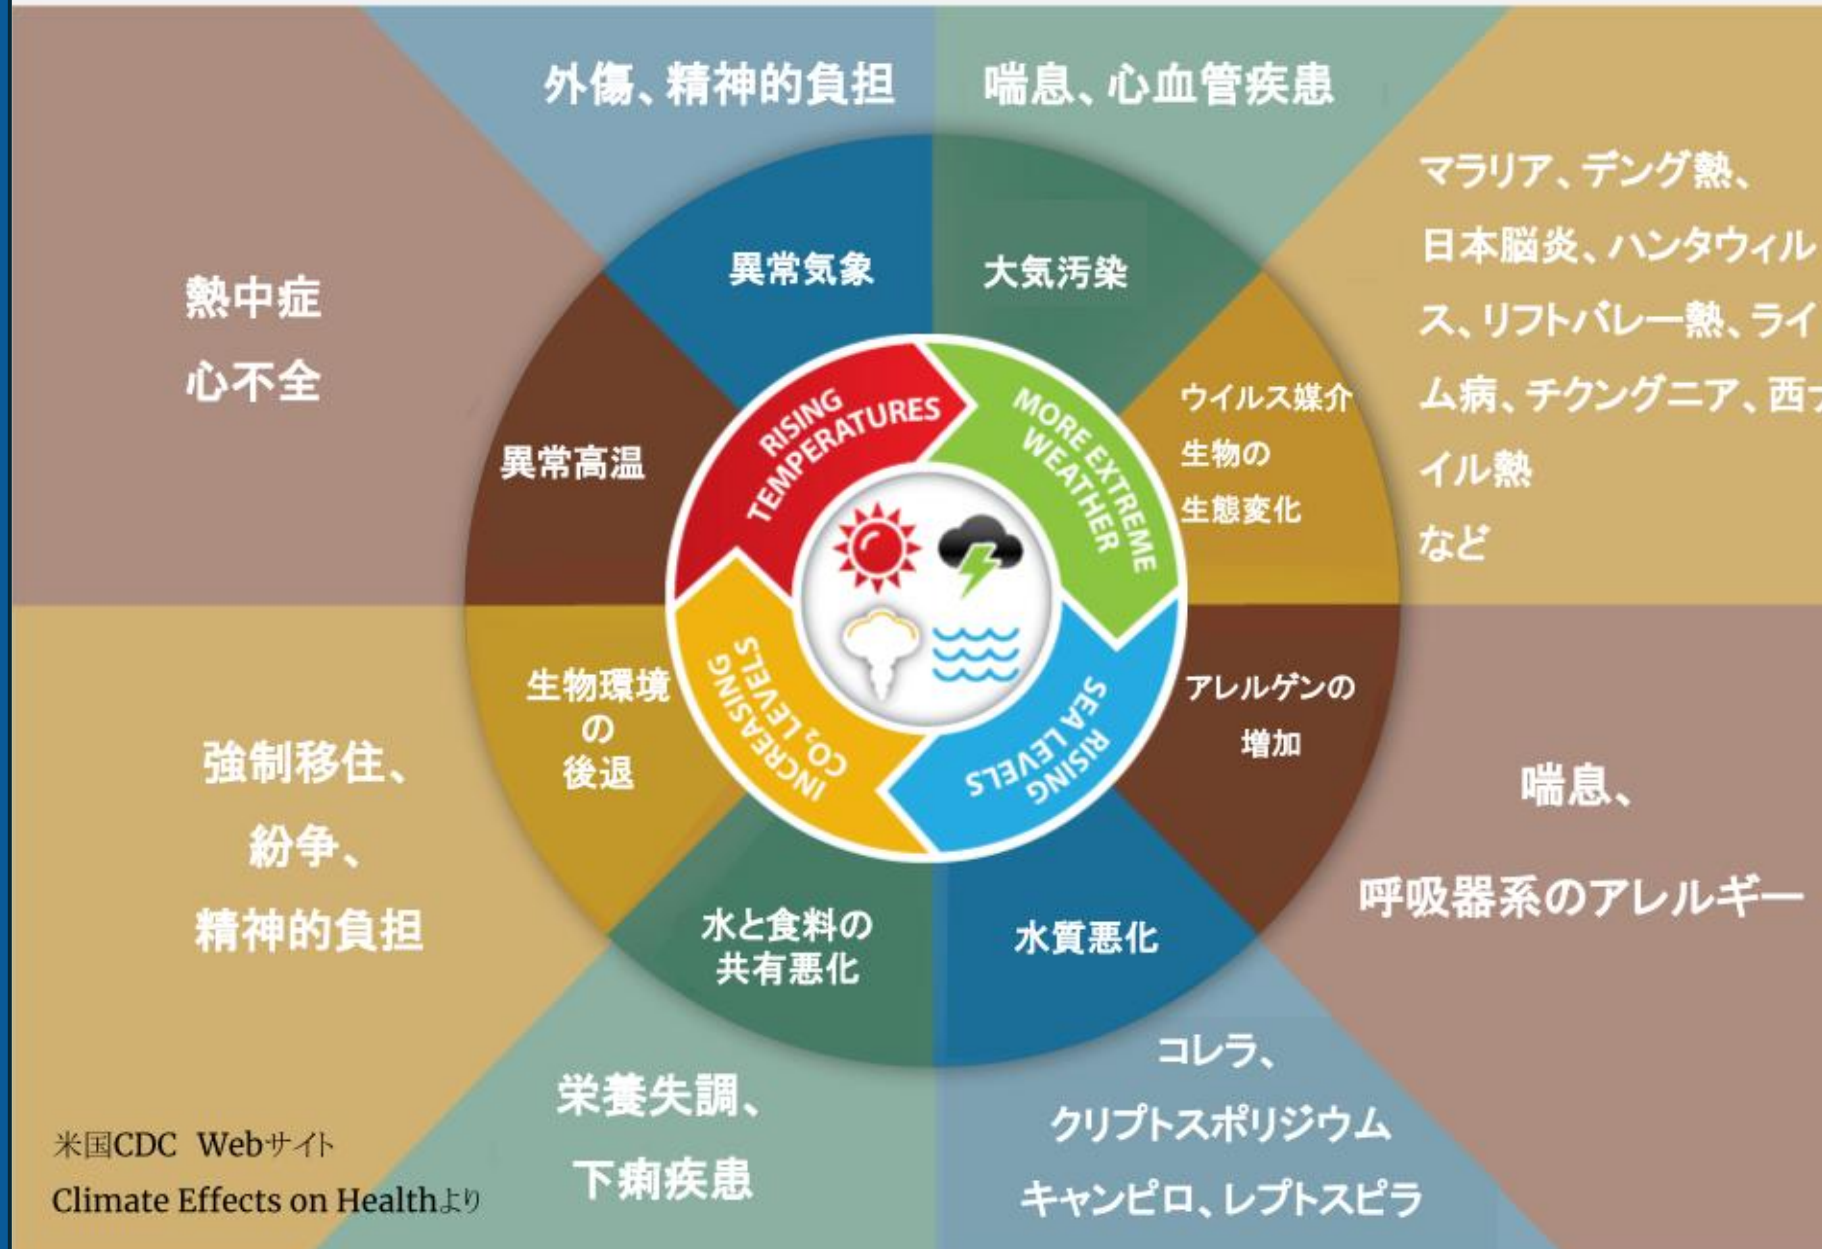 外傷、精神的負担
喘息、心血管疾患
マラリア、デング熱、
日本脳炎、ハンタウィル
ス、リフトバレー熱、ライ
ム病、チクングニア、西ナ
イル熱
など
熱中症
心不全
異常気象
大気汚染
異常高温
ウイルス媒介
生物の
生態変化
RISING
TEMPERATURES
MORE EXTREME
WEATHER
INCREASING
CO₂ LEVELS
RISING
SEA LEVELS
生物環境
の
後退
アレルゲンの
増加
強制移住、
紛争、
精神的負担
喘息、
呼吸器系のアレルギー
水と食料の
共有悪化
水質悪化
栄養失調、
下痢疾患
コレラ、
クリプトスポリジウム
キャンピロ、レプトスピラ
米国CDC Webサイト
Climate Effects on Healthより